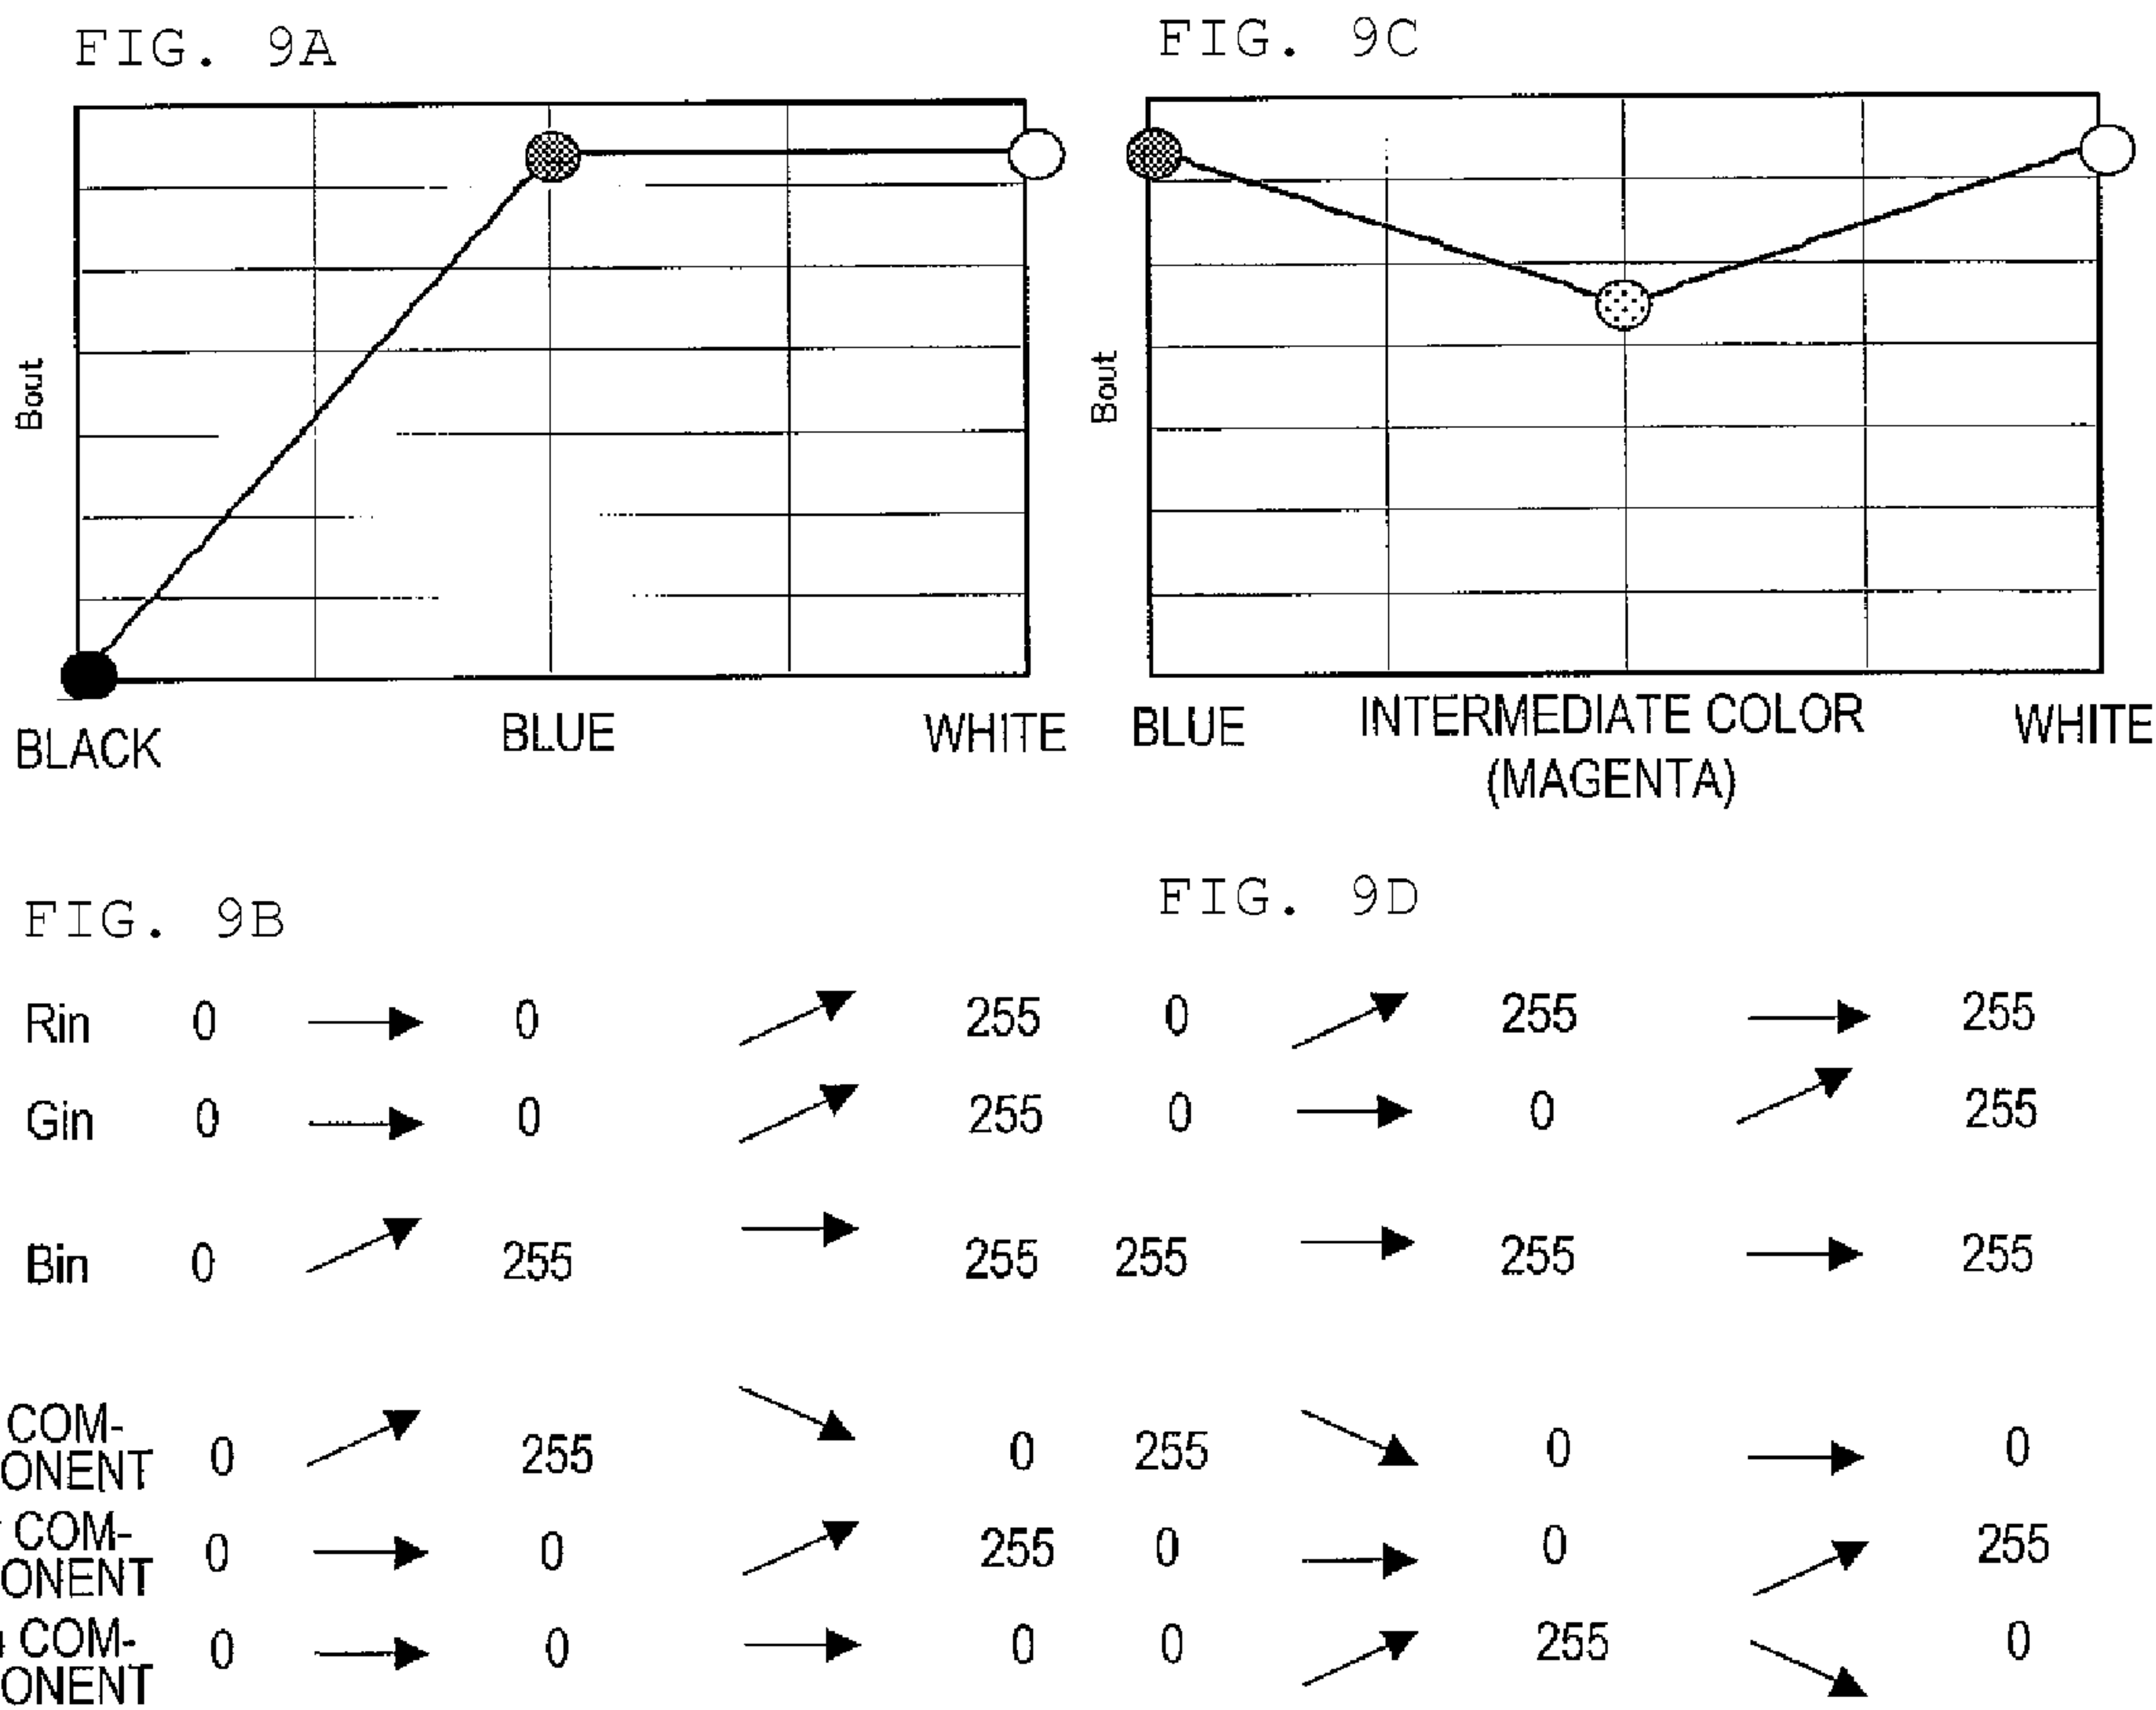 FIG. 9A
FIG. 9C
Bout
Bout
BLACK
BLUE
WHITE
BLUE
INTERMEDIATE COLOR
(MAGENTA)
WHITE
FIG. 9B
FIG. 9D
Rin 0 0 255 0 255 255
Gin 0 0 255 0 0 255
Bin 0 255 255 255 255 255
COM-
ONENT 0 255 0 255 0 0
COM-
ONENT 0 0 255 0 0 255
COM-
ONENT 0 0 0 0 255 0